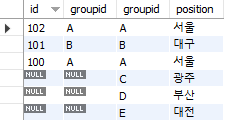 id groupid groupid position
102 A A 서울
101 B B 대구
100 A A 서울
NULL NULL C 광주
NULL NULL D 부산
NULL NULL E 대전